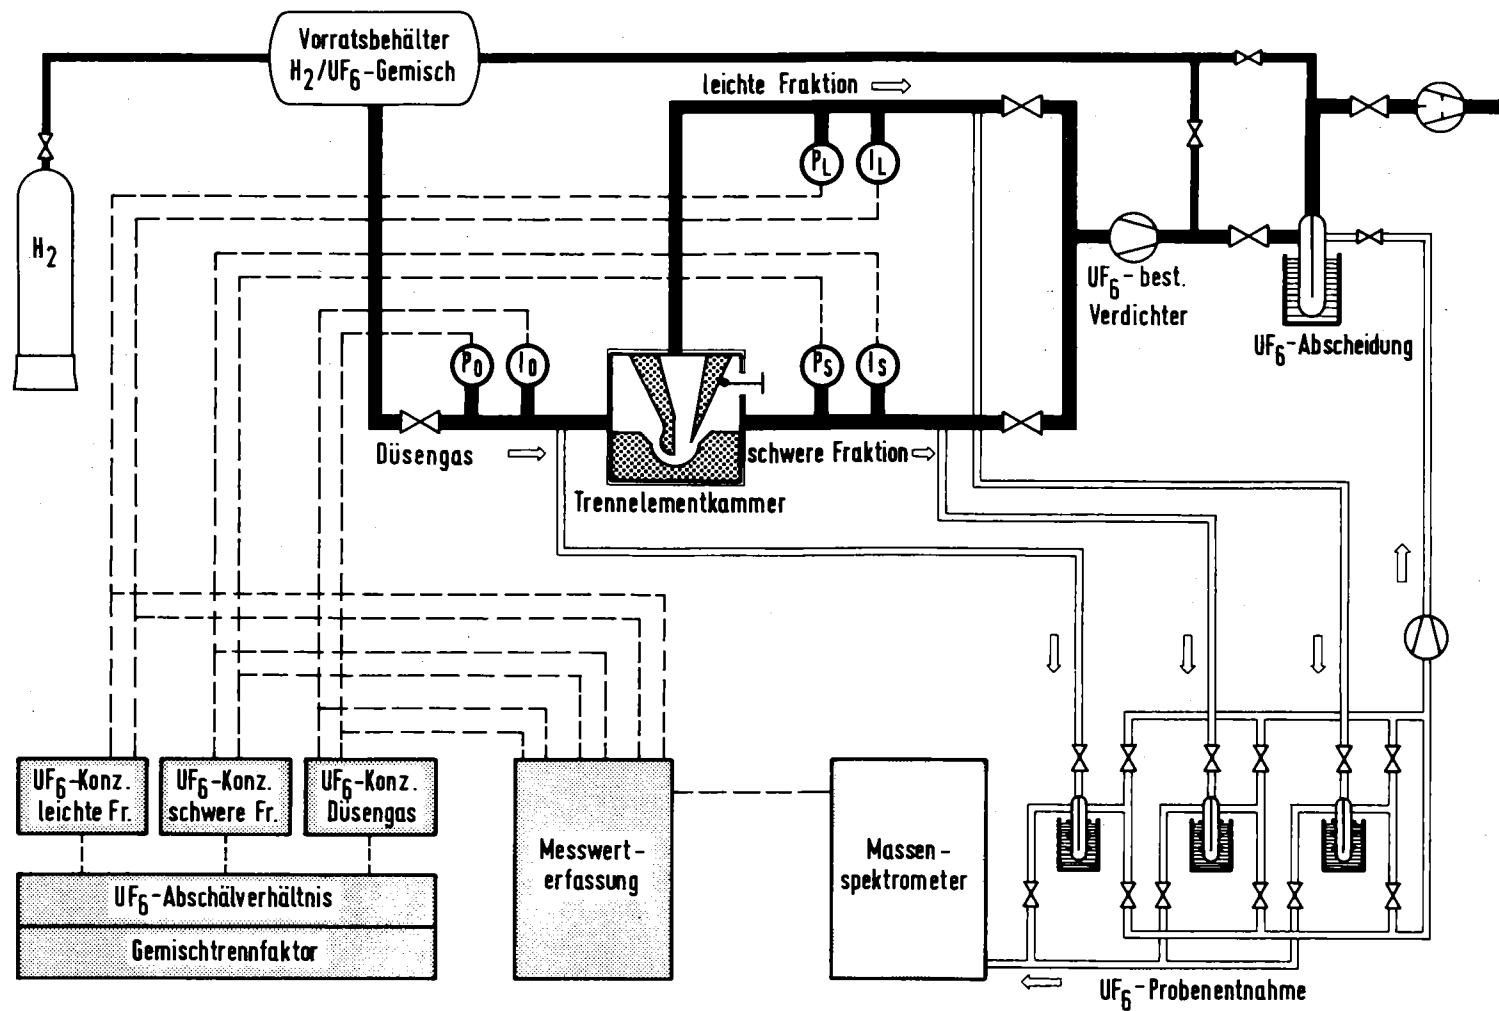 Vorratsbehälter
H2/UF6-Gemisch
leichte Fraktion
PL
IL
H2
UF6-best.
Verdichter
UF6-Abscheidung
P0
I0
PS
IS
Düsengas
schwere Fraktion
Trennelementkammer
UF6-Konz.
leichte Fr.
UF6-Konz.
schwere Fr.
UF6-Konz.
Düsengas
UF6-Abschälverhältnis
Gemischtrennfaktor
Messwert-
erfassung
Massen-
spektrometer
UF6-Probenentnahme